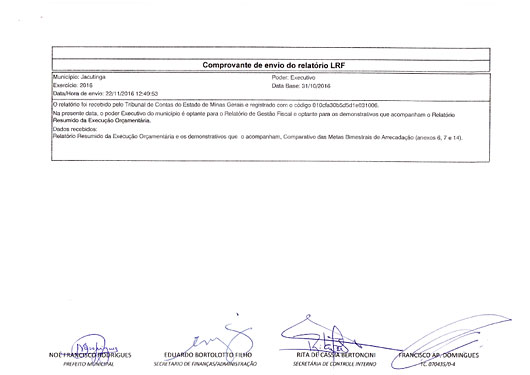 Comprovante de envio do relatório LRF
Município: Jacutinga Poder: Executivo
Exercício: 2016 Data Base: 31/10/2016
Data/Hora de envio: 22/11/2016 12:49:53
O relatório foi recebido pelo Tribunal de Contas do Estado de Minas Gerais e registrado com o código
Na presente data, o poder Executivo do município é optante para o Relatório de Gestão Fiscal e optante para os demonstrativos que acompanham o Relatório
Resumido da Execução Orçamentária.
Dados recebidos:
Relatório Resumido da Execução Orçamentária e os demonstrativos que o acompanham, Comparativo das Metas Bimestrais de Arrecadação (anexos 6, 7 e 14).
NOÉ FRANCISCO RODRIGUES EDUARDO BORTOLOTTO FILHO RITA DE CÁSSIA BERTONCINI FRANCISCO AP. DOMINGUES
PREFEITO MUNICIPAL SECRETÁRIO DE FINANÇAS/ADMINISTRAÇÃO SECRETÁRIA DE CONTROLE INTERNO